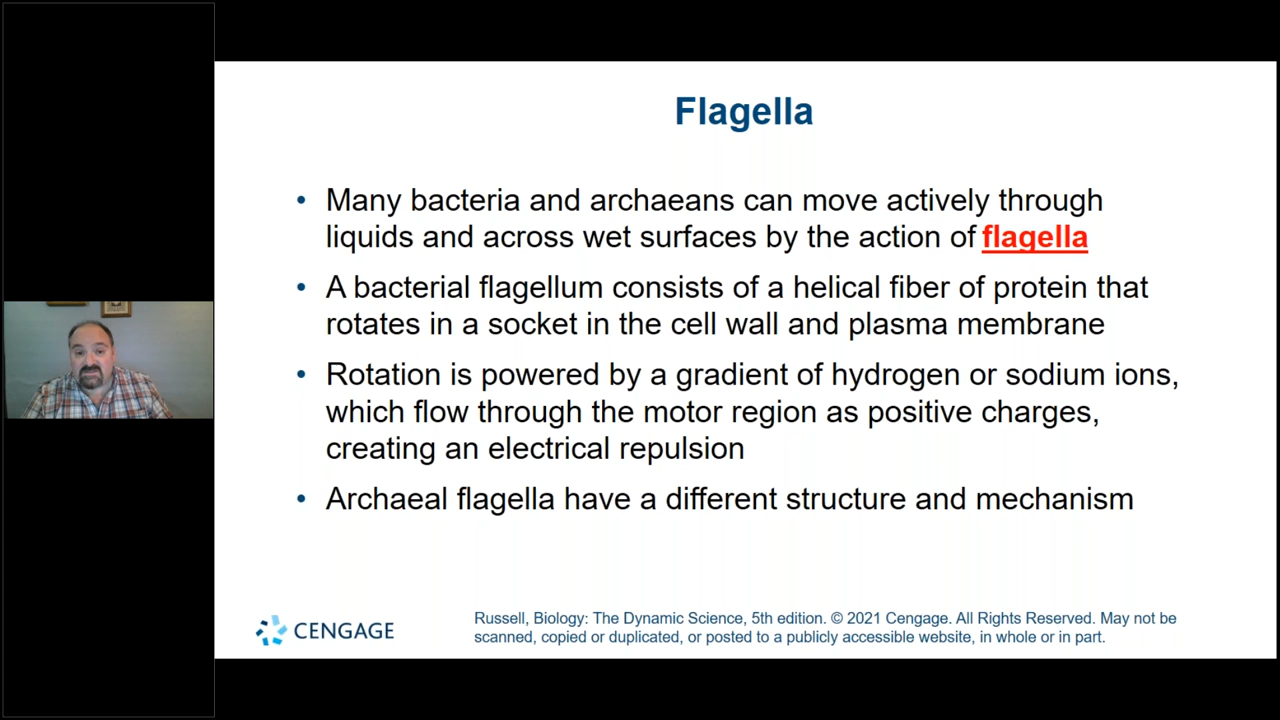 Flagella
• Many bacteria and archaeans can move actively through
liquids and across wet surfaces by the action of flagella
• A bacterial flagellum consists of a helical fiber of protein that
rotates in a socket in the cell wall and plasma membrane
• Rotation is powered by a gradient of hydrogen or sodium ions,
which flow through the motor region as positive charges,
creating an electrical repulsion
• Archaeal flagella have a different structure and mechanism
CENGAGE
Russell, Biology: The Dynamic Science, 5th edition. © 2021 Cengage. All Rights Reserved. May not be
scanned, copied or duplicated, or posted to a publicly accessible website, in whole or in part.